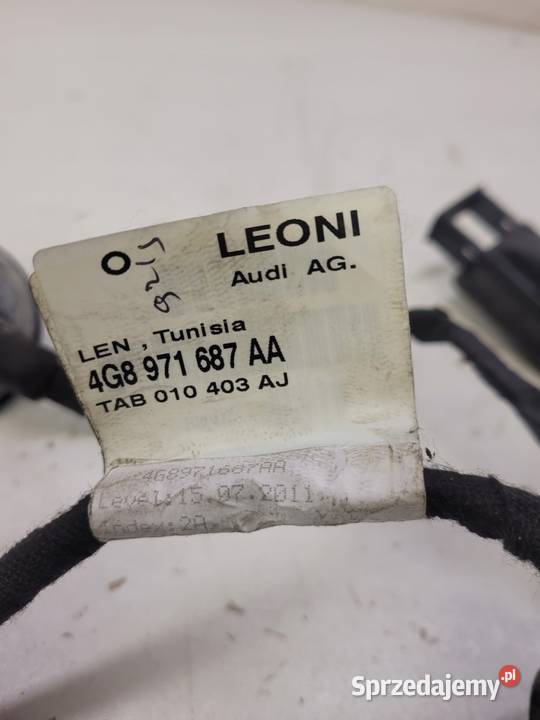 O LEONI
Audi AG.
LEN , Tunisia
4G8 971 687 AA
TAB 010 403 AJ
4G8971687AA
Level:15.07.2011
Index:2A
Sprzedajemy.pl